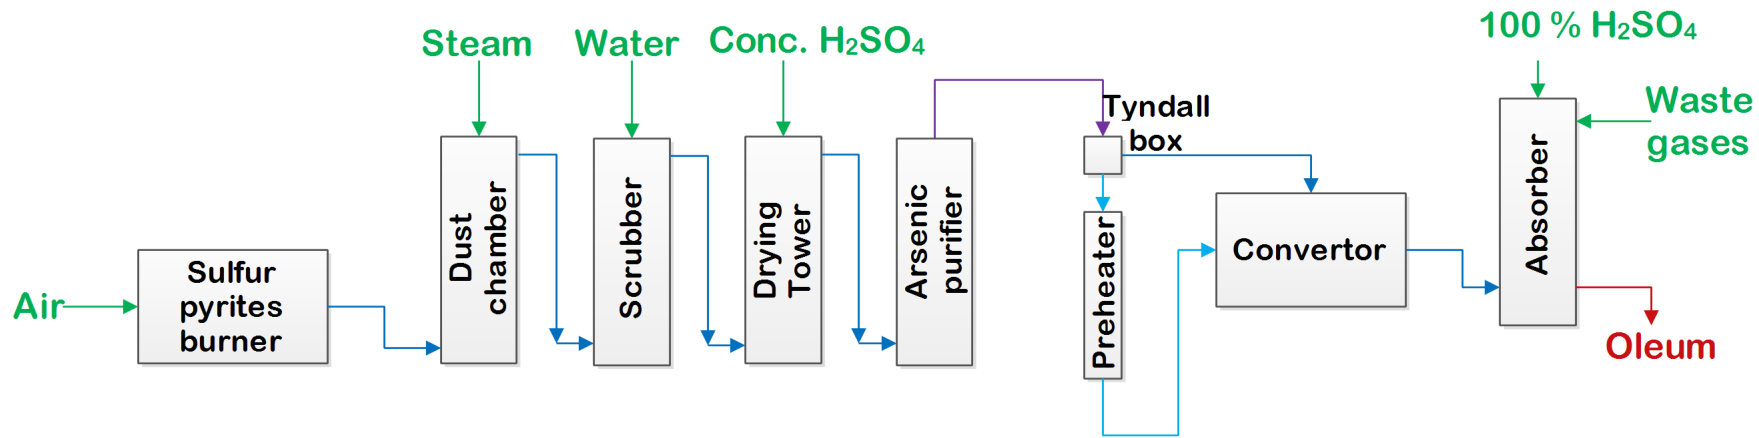 Air
Sulfur
pyrites
burner
Steam
Dust
chamber
Water
Scrubber
Conc. H₂SO₄
Drying
Tower
Arsenic
purifier
Tyndall
box
Preheater
Convertor
100 % H₂SO₄
Absorber
Waste
gases
Oleum